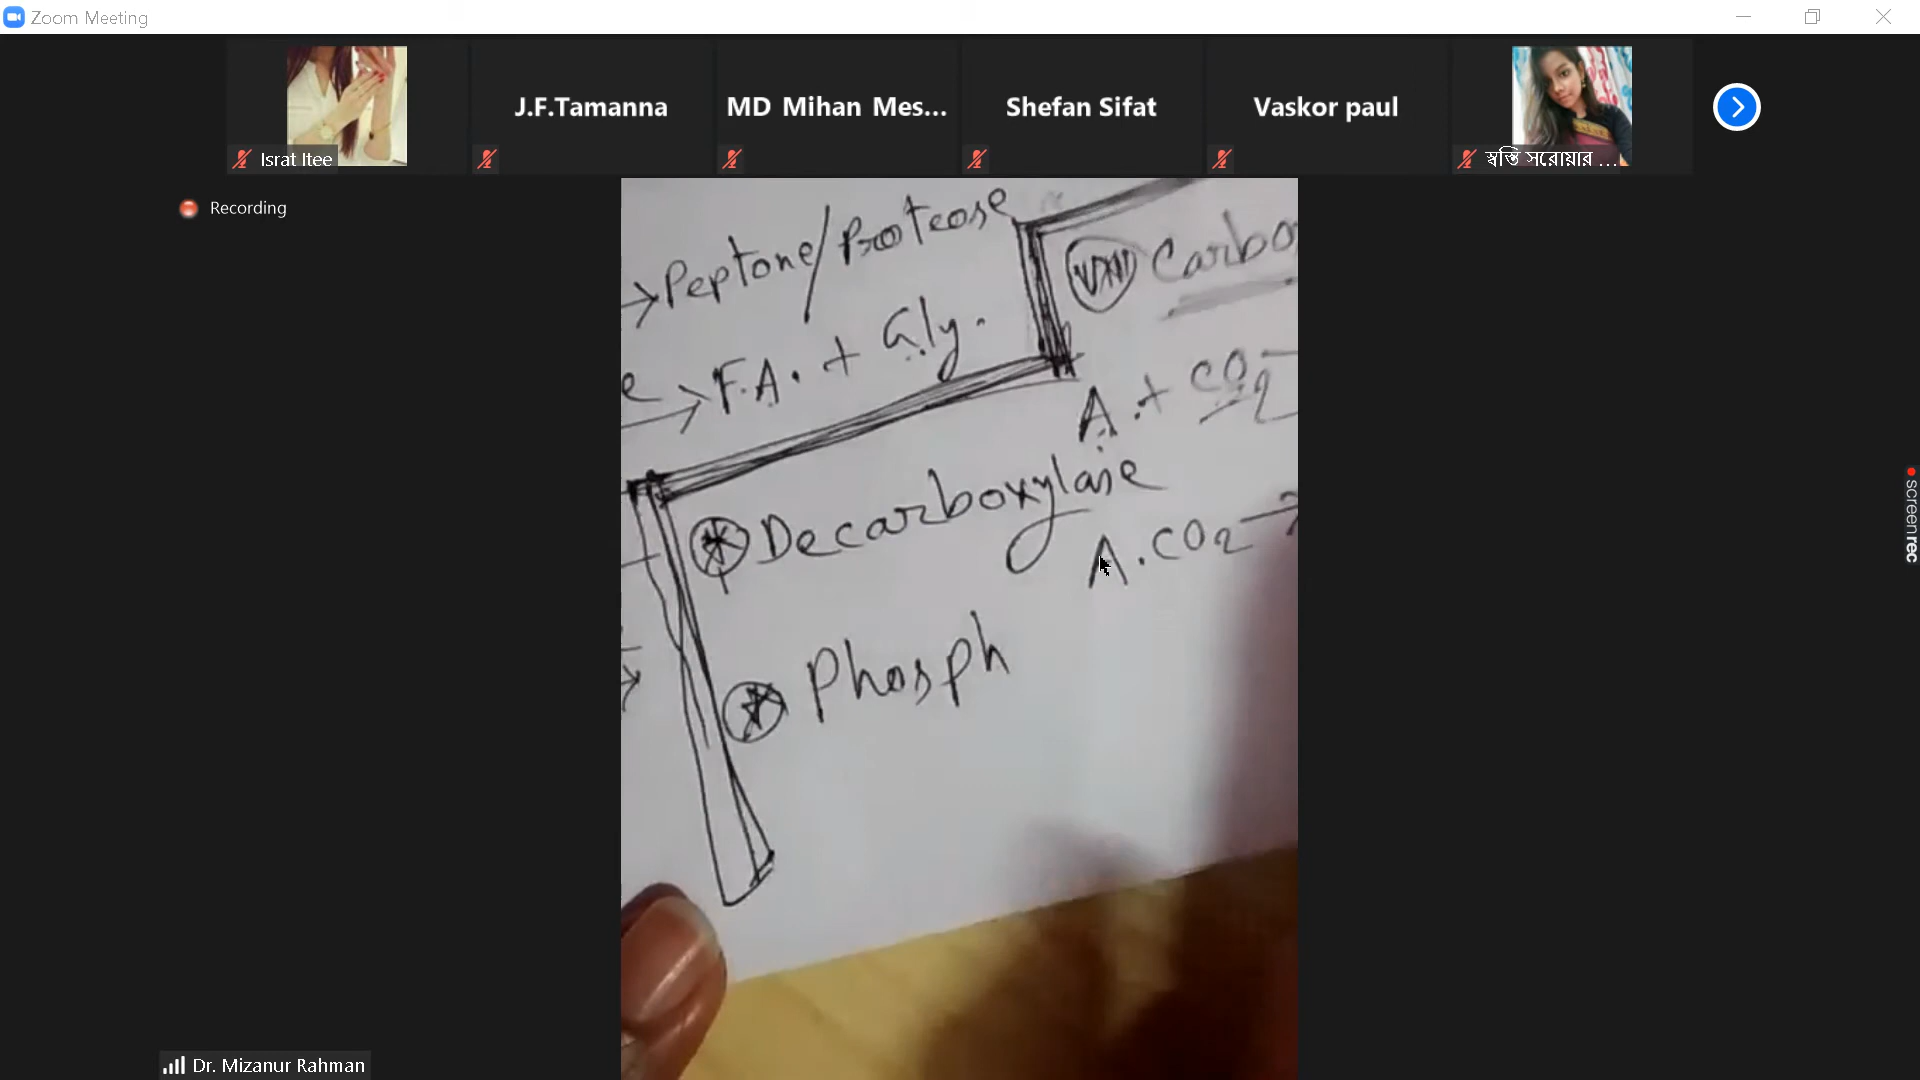 Zoom Meeting
Israt Itee
J.F.Tamanna
MD Mihan Mes...
Shefan Sifat
Vaskor paul
স্বস্তি সরোয়ার ...
Recording
→Peptone/Proteose
e → F.A. + Gly.
Carbo
A + CO2
Decarboxylase
A.CO2 →
Phosph
screenrec
Dr. Mizanur Rahman